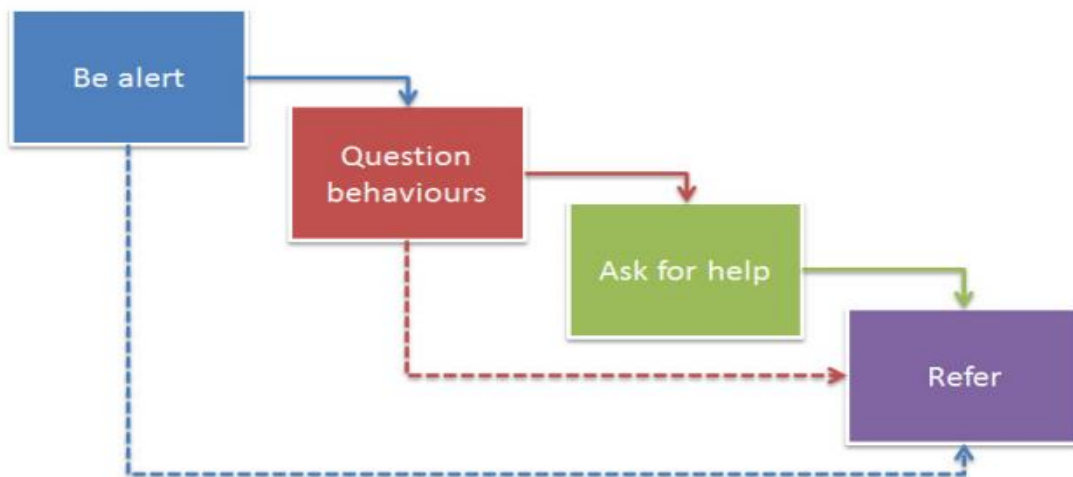 Be alert
Question
behaviours
Ask for help
Refer